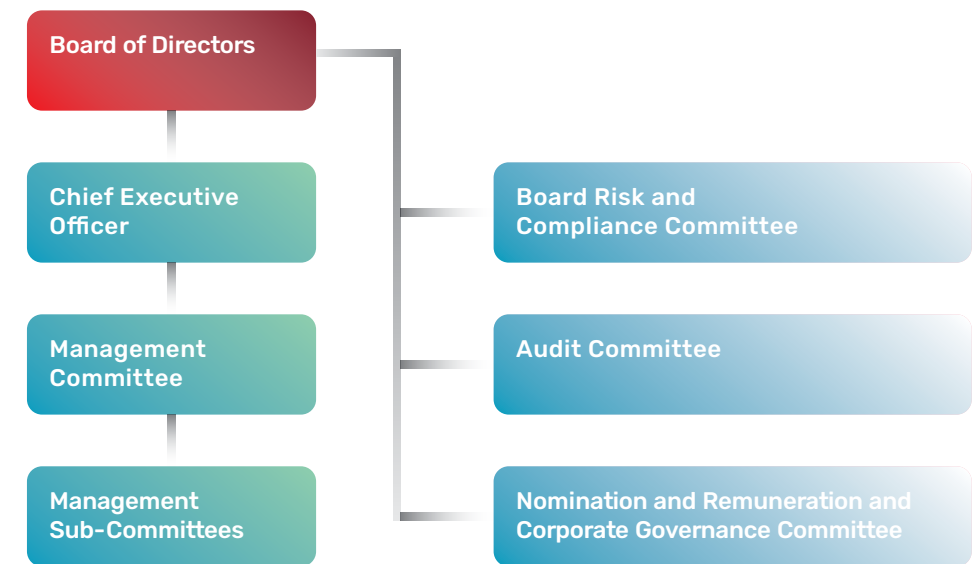 Board of Directors
Chief Executive
Officer
Board Risk and
Compliance Committee
Management
Committee
Audit Committee
Management
Sub-Committees
Nomination and Remuneration and
Corporate Governance Committee